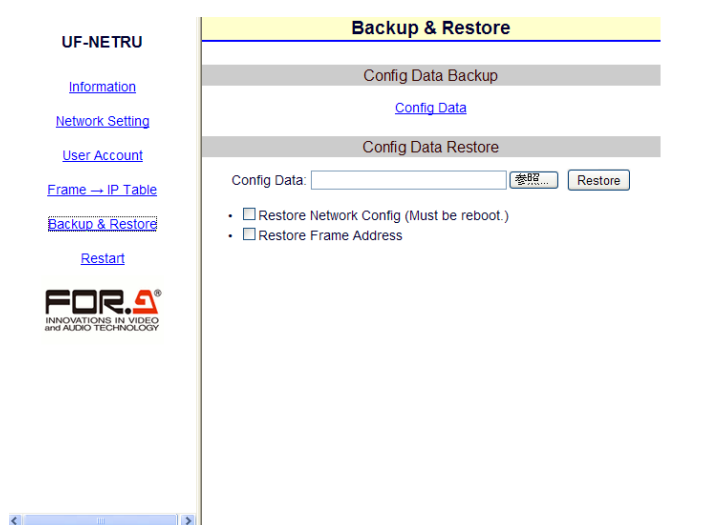 UF-NETRU
Information
Network Setting
User Account
Frame → IP Table
Backup & Restore
Restart
FOR.A®
INNOVATIONS IN VIDEO
and AUDIO TECHNOLOGY
Backup & Restore
Config Data Backup
Config Data
Config Data Restore
Config Data: 参照... Restore
• Restore Network Config (Must be reboot.)
• Restore Frame Address